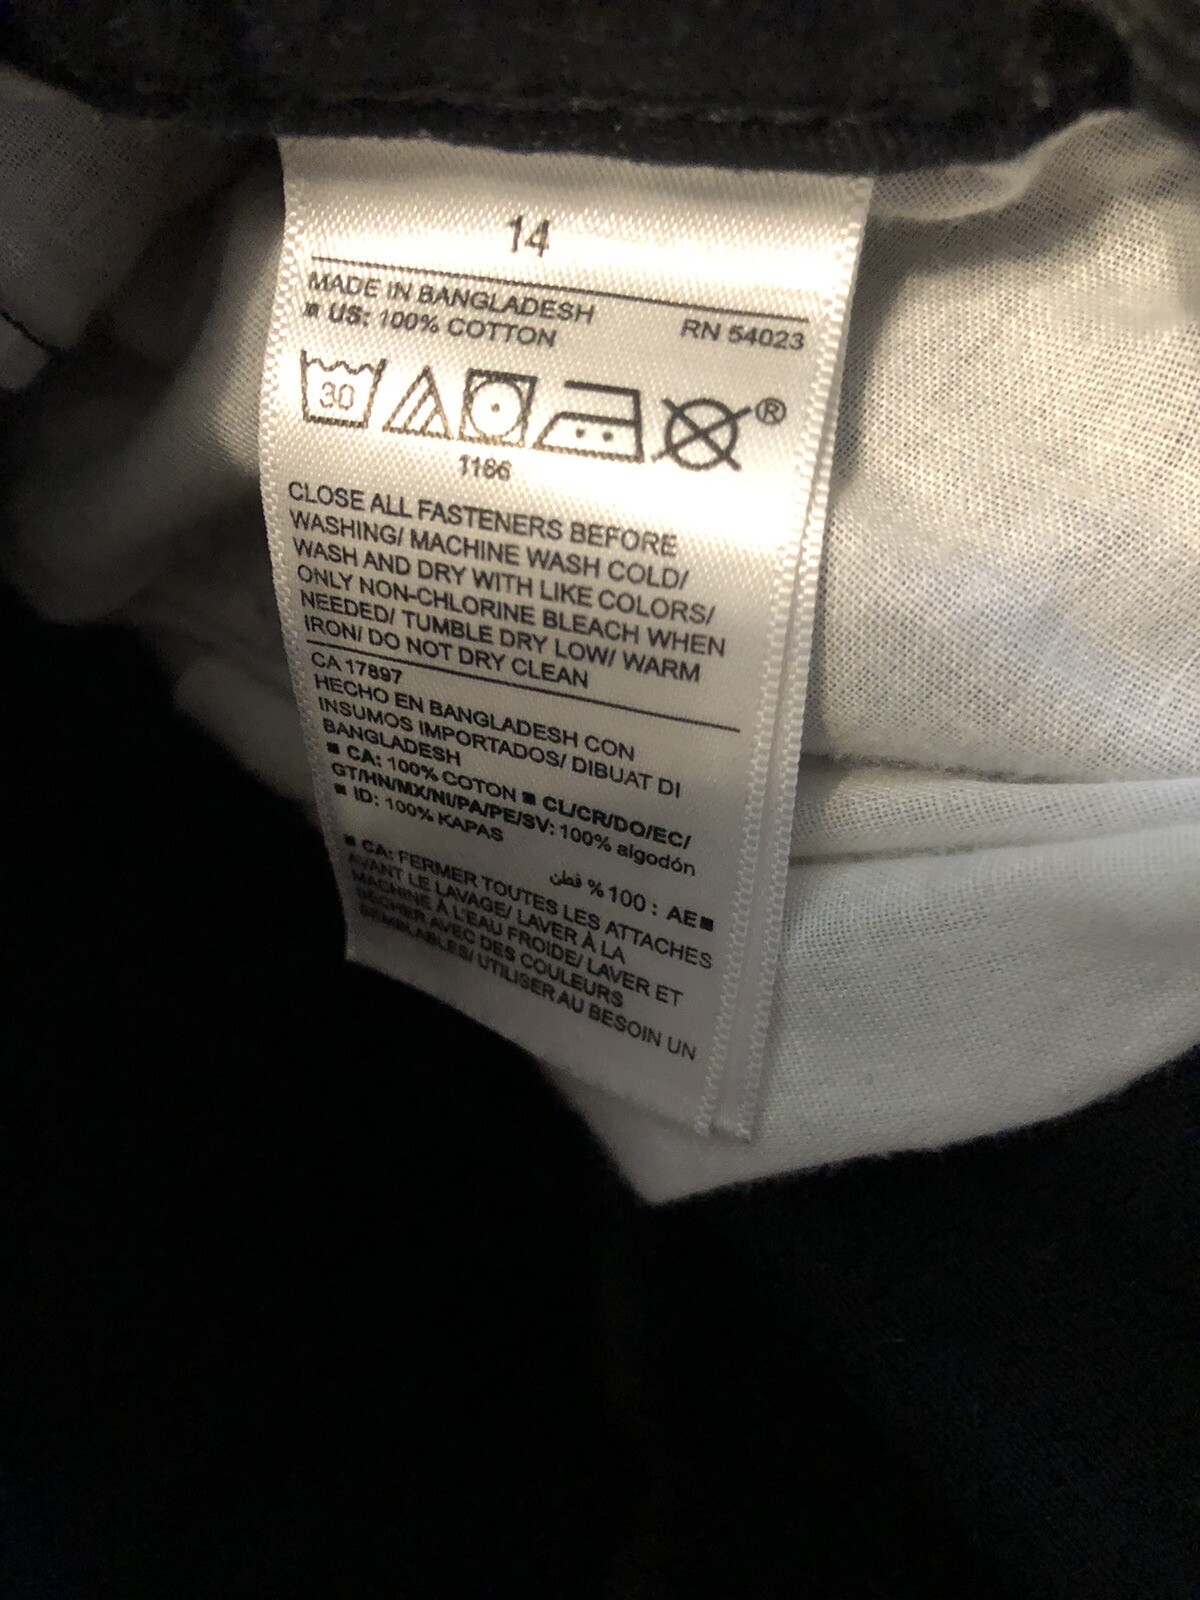 14
MADE IN BANGLADESH RN 54023
■ US: 100% COTTON
30
®
1186
CLOSE ALL FASTENERS BEFORE
WASHING/ MACHINE WASH COLD/
WASH AND DRY WITH LIKE COLORS/
ONLY NON-CHLORINE BLEACH WHEN
NEEDED/ TUMBLE DRY LOW/ WARM
IRON/ DO NOT DRY CLEAN
CA 17897
HECHO EN BANGLADESH CON
INSUMOS IMPORTADOS/ DIBUAT DI
BANGLADESH
■ CA: 100% COTON ■ CL/CR/DO/EC/
GT/HN/MX/NI/PA/PE/SV: 100% algodón
■ ID: 100% KAPAS
■AE : 100 % قطن
■ CA: FERMER TOUTES LES ATTACHES
AVANT LE LAVAGE/ LAVER À LA
MACHINE À L'EAU FROIDE/ LAVER ET
SÉCHER AVEC DES COULEURS
SEMBLABLES/ UTILISER AU BESOIN UN